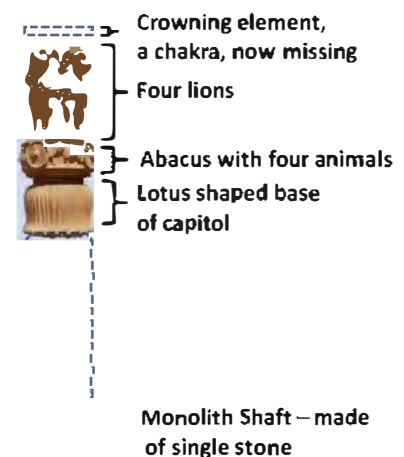 Crowning element,
a chakra, now missing
Four lions
Abacus with four animals
Lotus shaped base
of capitol
Monolith Shaft – made
of single stone